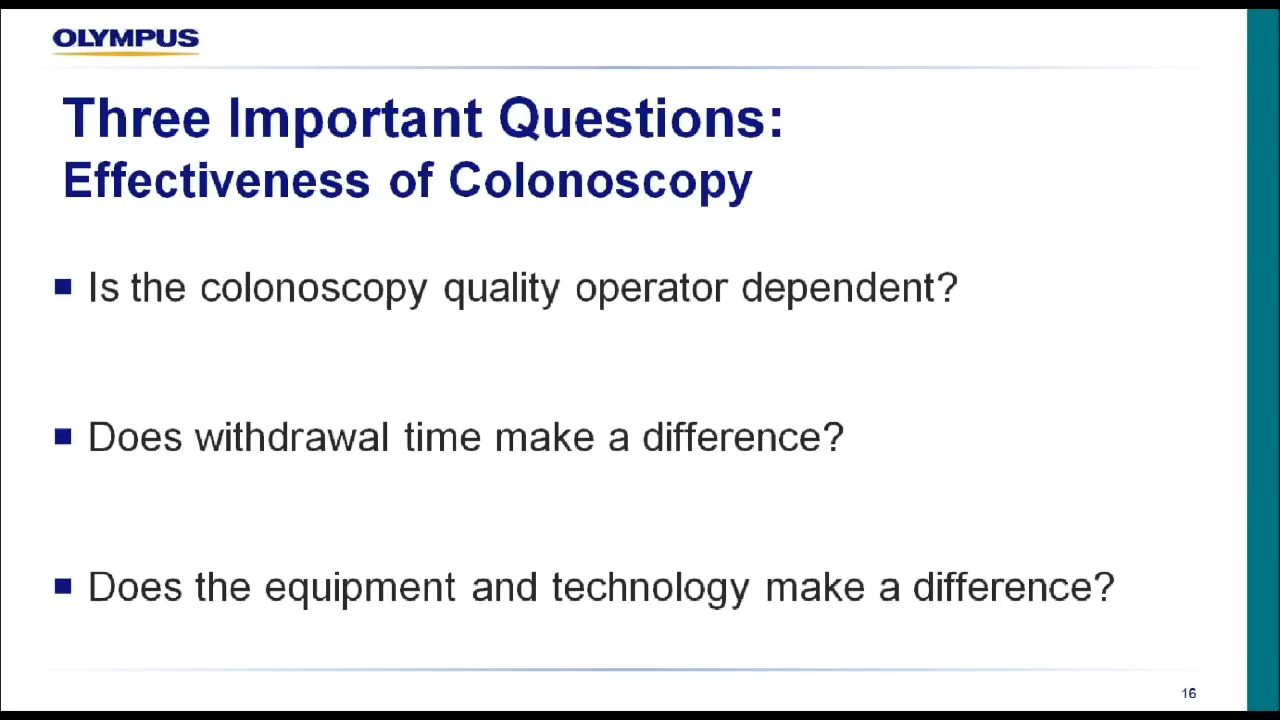 OLYMPUS
Three Important Questions:
Effectiveness of Colonoscopy
Is the colonoscopy quality operator dependent?
Does withdrawal time make a difference?
Does the equipment and technology make a difference?
16